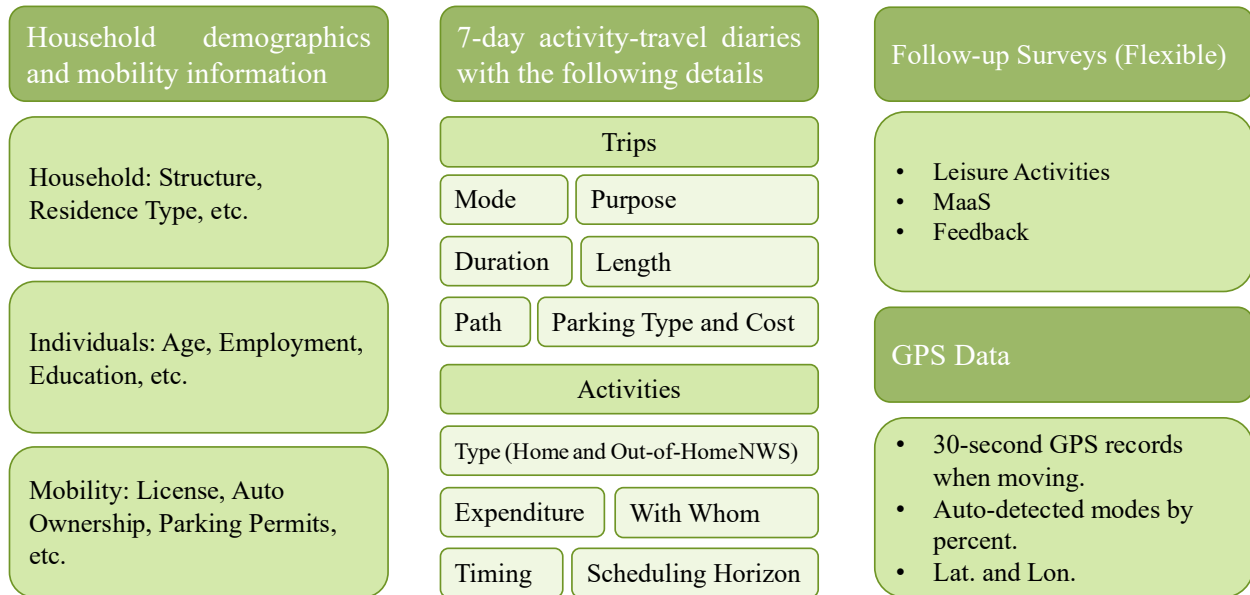 Household demographics
and mobility information
Household: Structure,
Residence Type, etc.
Individuals: Age, Employment,
Education, etc.
Mobility: License, Auto
Ownership, Parking Permits,
etc.
7-day activity-travel diaries
with the following details
Trips
Mode
Purpose
Duration
Length
Path
Parking Type and Cost
Activities
Type (Home and Out-of-HomeNWS)
Expenditure
With Whom
Timing
Scheduling Horizon
Follow-up Surveys (Flexible)
• Leisure Activities
• MaaS
• Feedback
GPS Data
• 30-second GPS records
when moving.
• Auto-detected modes by
percent.
• Lat. and Lon.